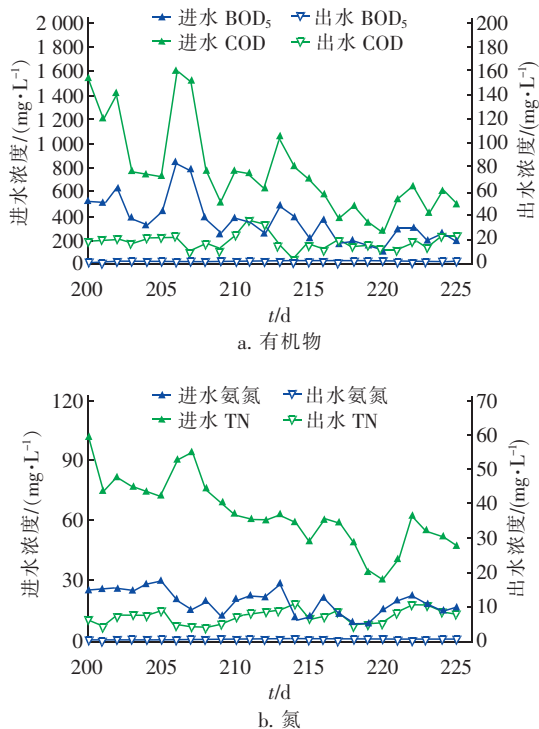 进水 BOD₅ 出水 BOD₅
进水 COD 出水 COD
进水浓度/(mg·L⁻¹)
2 000
1 800
1 600
1 400
1 200
1 000
800
600
400
200
0
200
180
160
140
120
100
80
60
40
20
0
出水浓度/(mg·L⁻¹)
200 205 210 215 220 225
t/d
a. 有机物
进水氨氮 出水氨氮
进水 TN 出水 TN
进水浓度/(mg·L⁻¹)
120
90
60
30
0
70
60
50
40
30
20
10
0
出水浓度/(mg·L⁻¹)
200 205 210 215 220 225
t/d
b. 氮